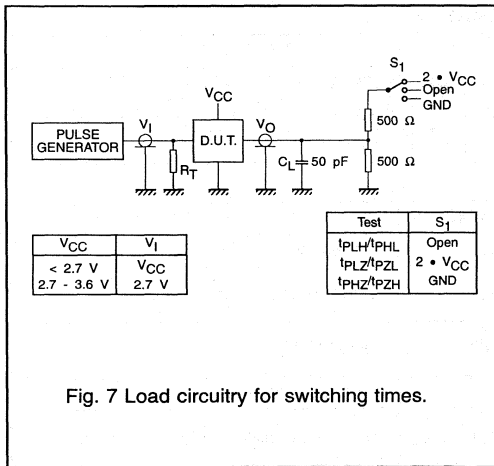 S1
2 • VCC
Open
GND
VCC
VI
VO
500 Ω
PULSE
GENERATOR
D.U.T.
RT
CL
50 pF
500 Ω
VCC VI
< 2.7 V VCC
2.7 - 3.6 V 2.7 V
Test S1
tPLH/tPHL Open
tPLZ/tPZL 2 • VCC
tPHZ/tPZH GND
Fig. 7 Load circuitry for switching times.